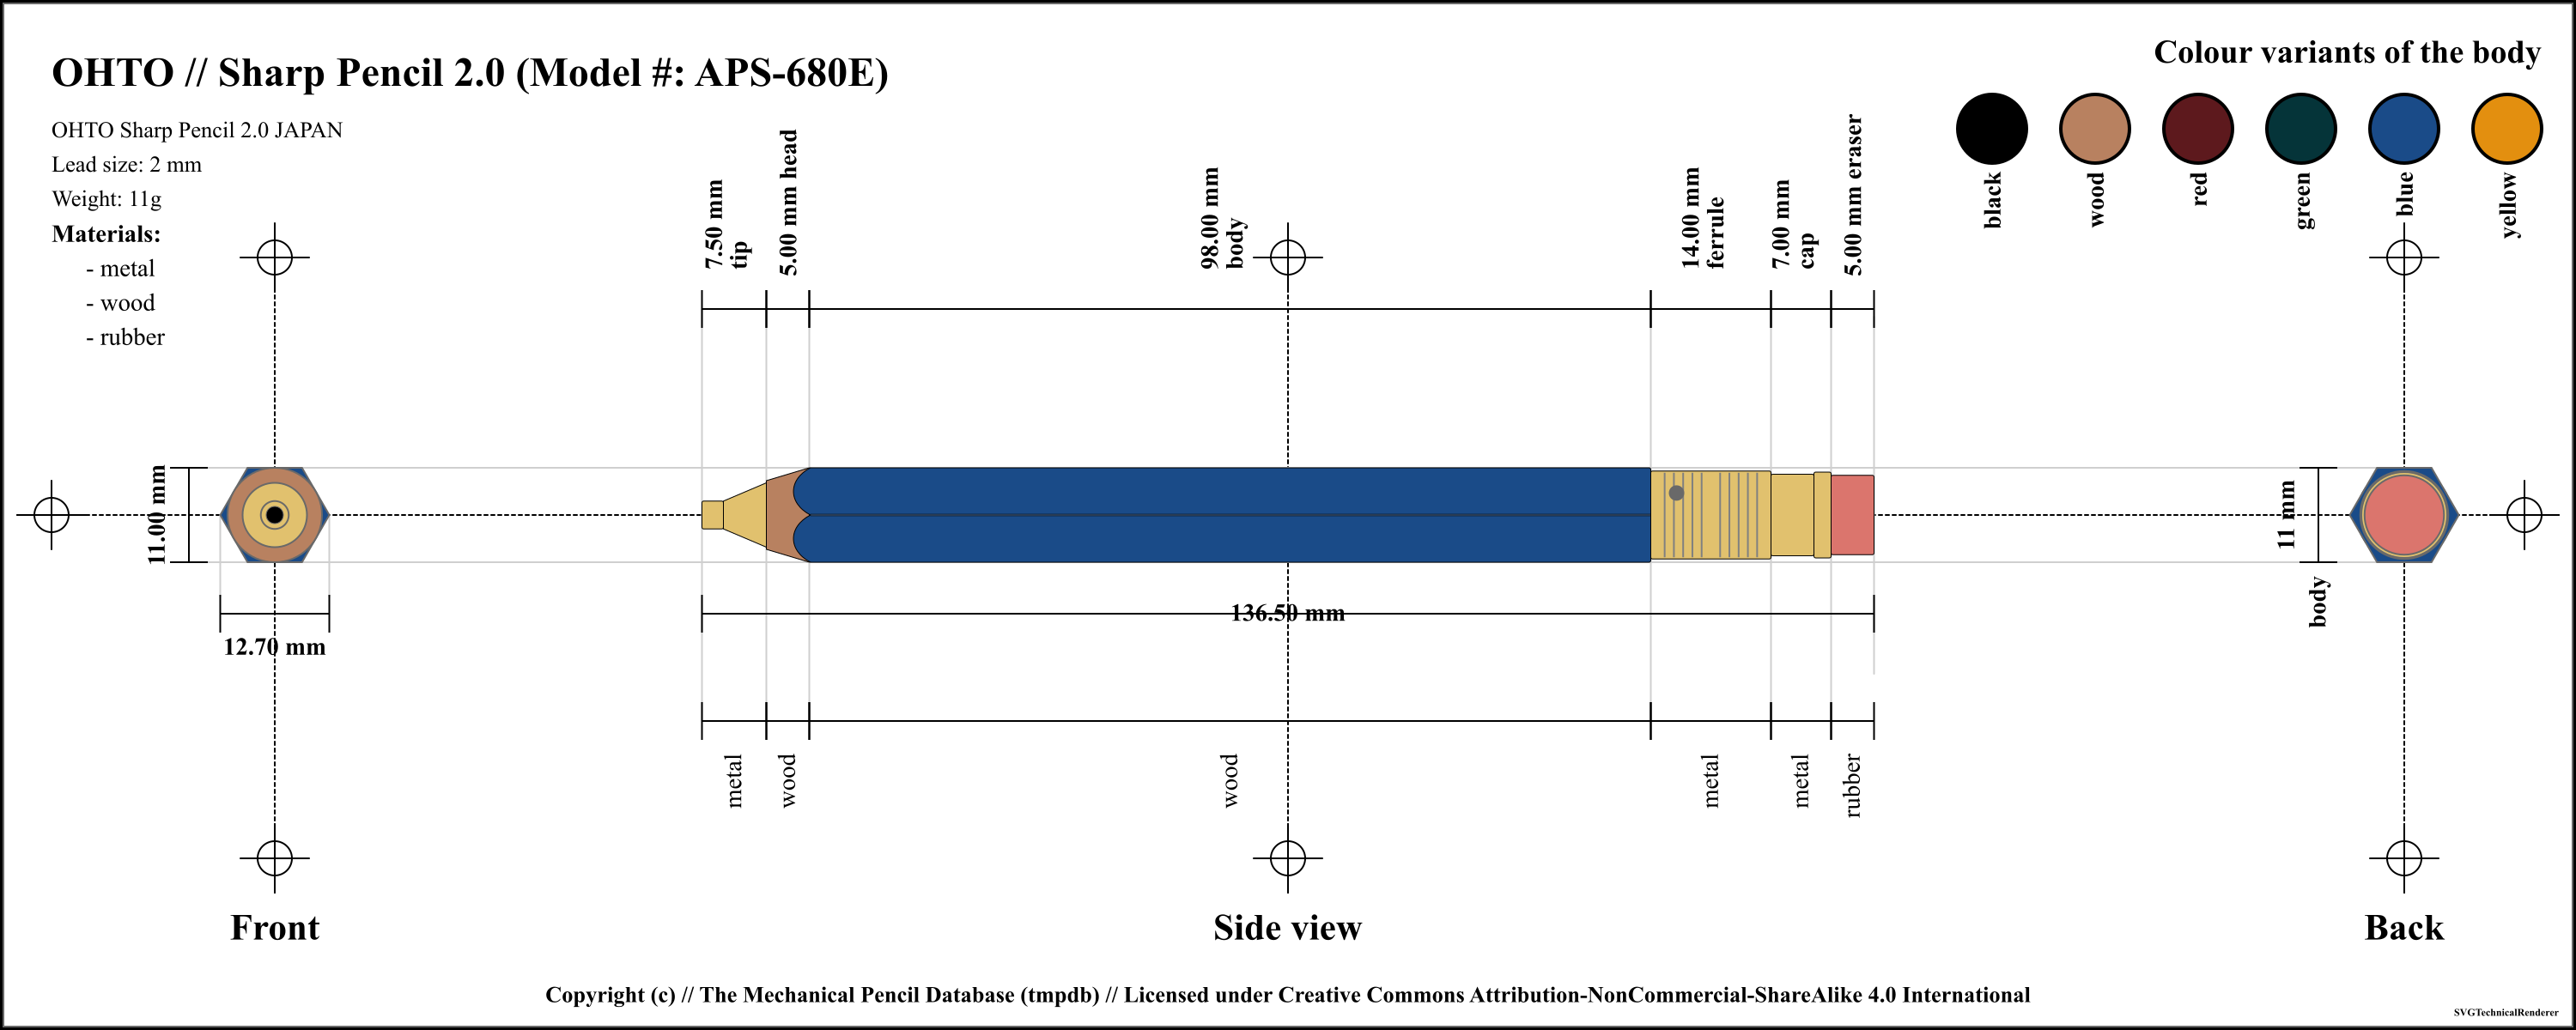 OHTO // Sharp Pencil 2.0 (Model #: APS-680E)
OHTO Sharp Pencil 2.0 JAPAN
Lead size: 2 mm
Weight: 11g
Materials:
- metal
- wood
- rubber
Colour variants of the body
black
wood
red
green
blue
yellow
7.50 mm
tip
5.00 mm head
98.00 mm
body
14.00 mm
ferrule
7.00 mm
cap
5.00 mm eraser
11.00 mm
12.70 mm
136.50 mm
11 mm
body
metal
wood
wood
metal
metal
rubber
Front
Side view
Back
Copyright (c) // The Mechanical Pencil Database (tmpdb) // Licensed under Creative Commons Attribution-NonCommercial-ShareAlike 4.0 International
SVGTechnicalRenderer